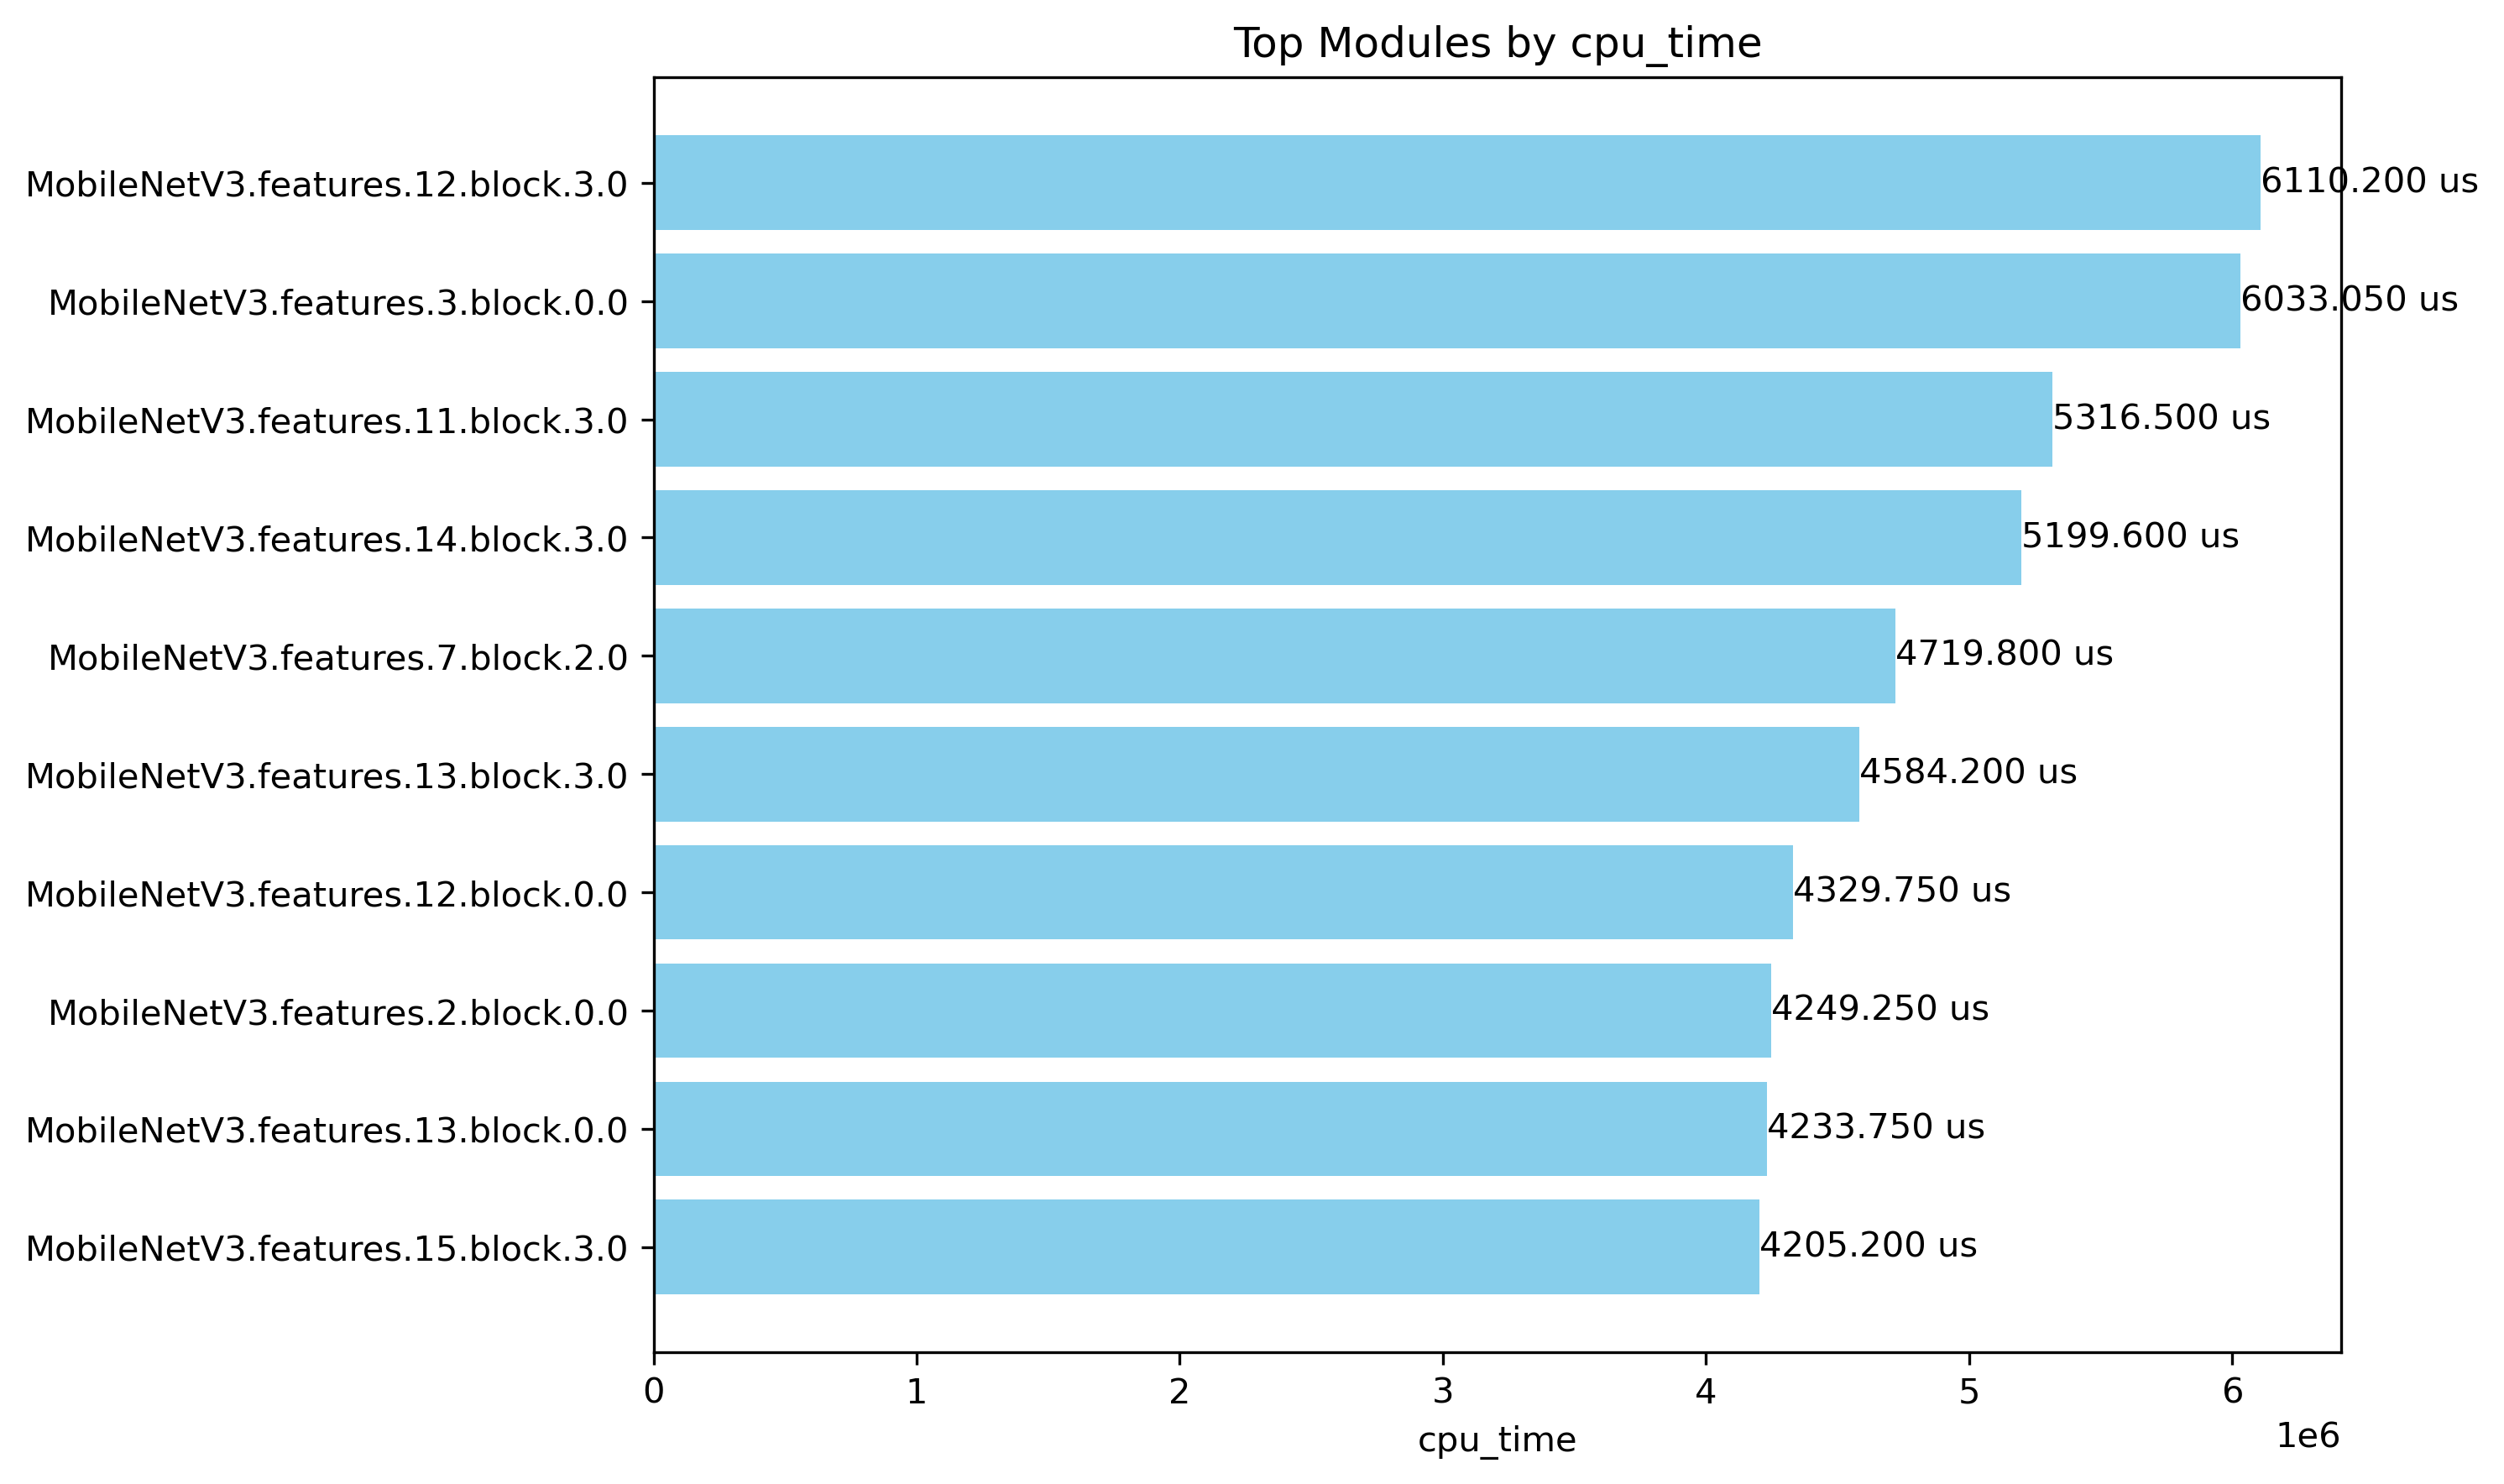 Top Modules by cpu_time
MobileNetV3.features.12.block.3.0 6110.200 us
MobileNetV3.features.3.block.0.0 6033.050 us
MobileNetV3.features.11.block.3.0 5316.500 us
MobileNetV3.features.14.block.3.0 5199.600 us
MobileNetV3.features.7.block.2.0 4719.800 us
MobileNetV3.features.13.block.3.0 4584.200 us
MobileNetV3.features.12.block.0.0 4329.750 us
MobileNetV3.features.2.block.0.0 4249.250 us
MobileNetV3.features.13.block.0.0 4233.750 us
MobileNetV3.features.15.block.3.0 4205.200 us
0 1 2 3 4 5 6
cpu_time 1e6